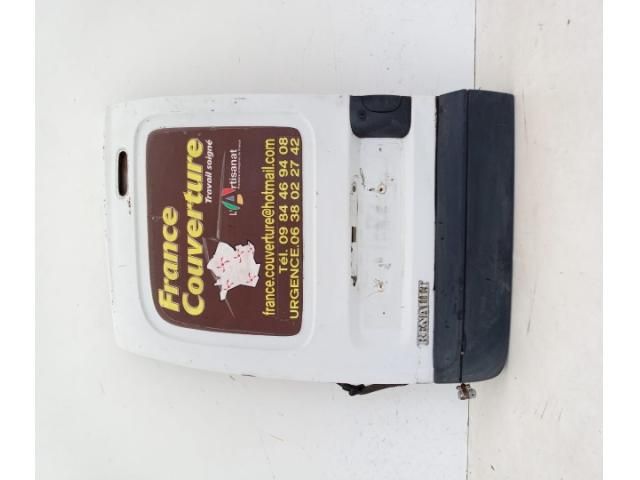 France
Couverture
Travail soigné
L'Artisanat
france.couverture@hotmail.com
Tél. 09 84 46 94 08
URGENCE.06 38 02 27 42
RENAULT